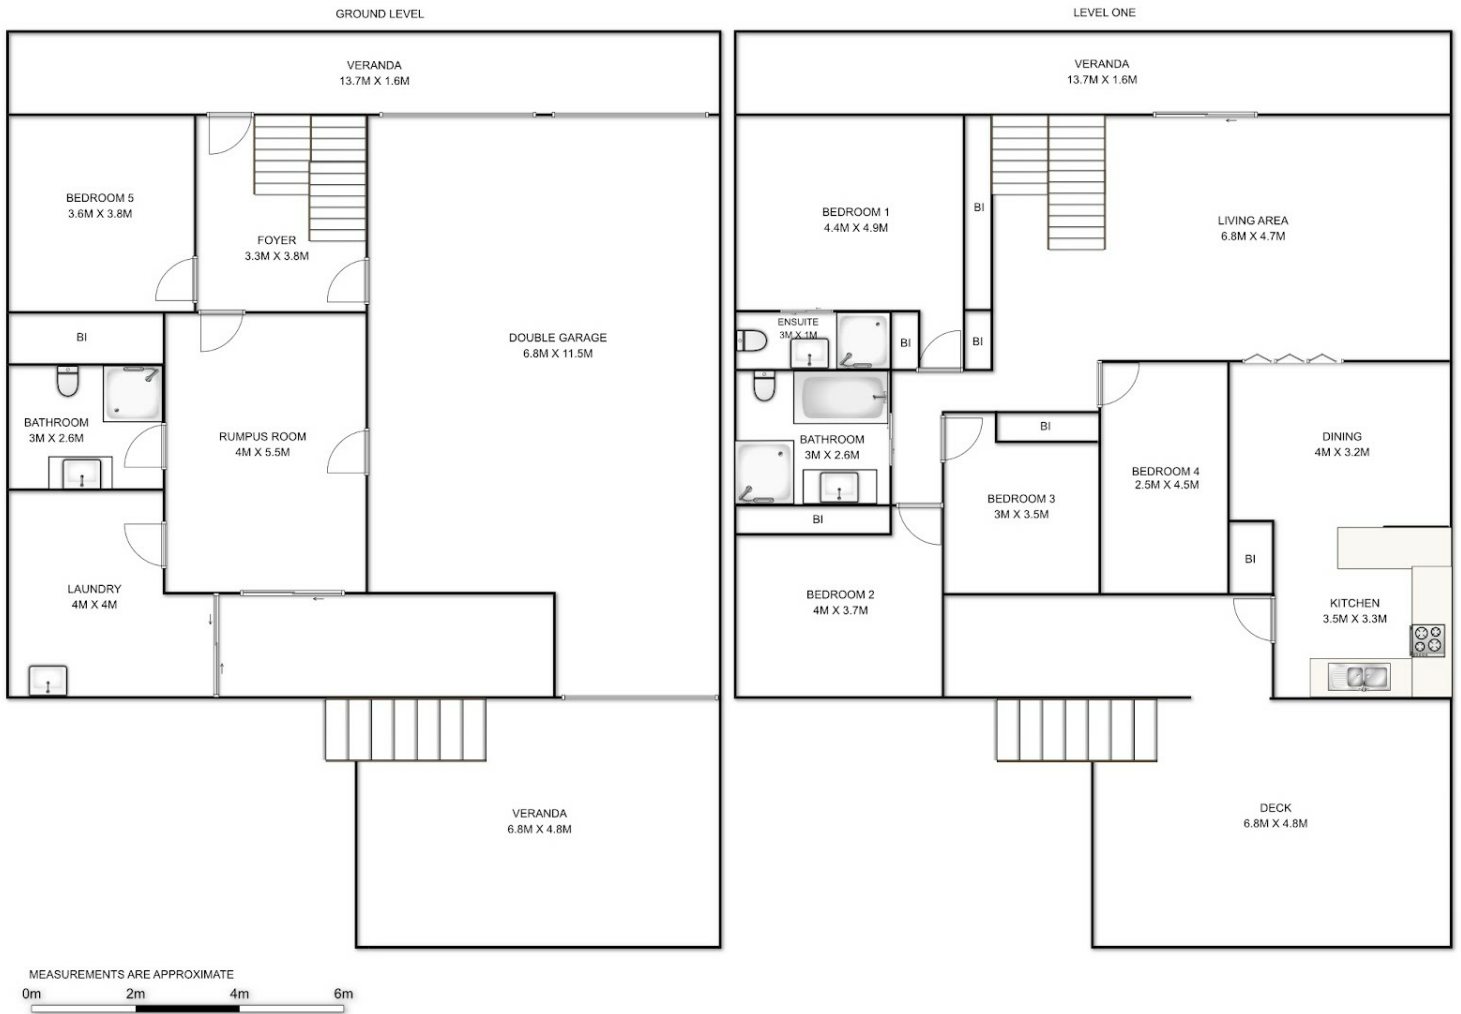 GROUND LEVEL
VERANDA
13.7M X 1.6M
BEDROOM 5
3.6M X 3.8M
FOYER
3.3M X 3.8M
DOUBLE GARAGE
6.8M X 11.5M
BI
BATHROOM
3M X 2.6M
RUMPUS ROOM
4M X 5.5M
LAUNDRY
4M X 4M
VERANDA
6.8M X 4.8M
LEVEL ONE
VERANDA
13.7M X 1.6M
BEDROOM 1
4.4M X 4.9M
BI
LIVING AREA
6.8M X 4.7M
ENSUITE
3M X 1M
BI
BI
BATHROOM
3M X 2.6M
BI
BI
BEDROOM 3
3M X 3.5M
BEDROOM 4
2.5M X 4.5M
DINING
4M X 3.2M
BI
BEDROOM 2
4M X 3.7M
KITCHEN
3.5M X 3.3M
DECK
6.8M X 4.8M
MEASUREMENTS ARE APPROXIMATE
0m 2m 4m 6m